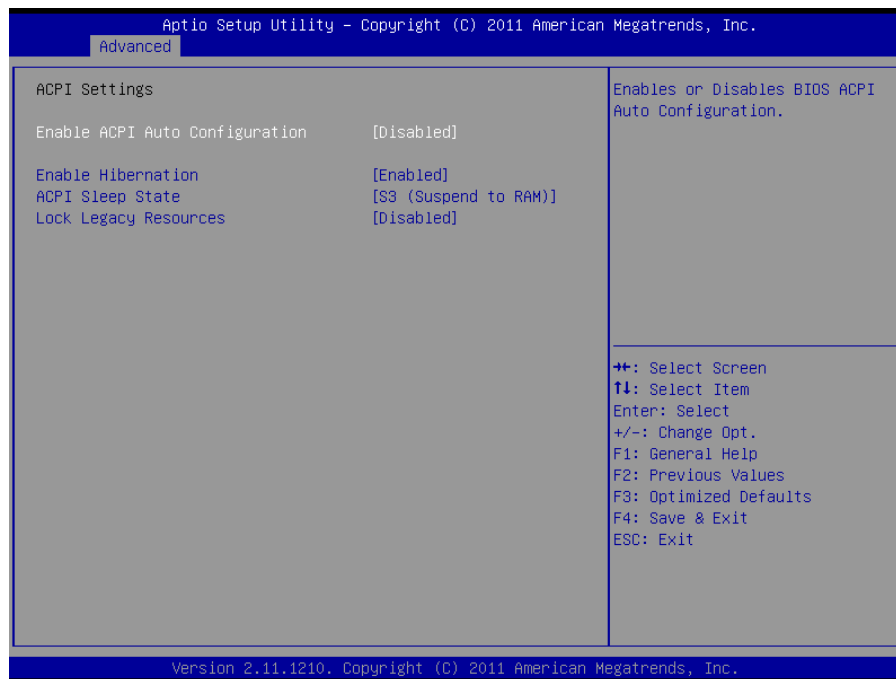 Aptio Setup Utility – Copyright (C) 2011 American Megatrends, Inc.
Advanced
ACPI Settings
Enable ACPI Auto Configuration [Disabled]
Enable Hibernation [Enabled]
ACPI Sleep State [S3 (Suspend to RAM)]
Lock Legacy Resources [Disabled]
Enables or Disables BIOS ACPI
Auto Configuration.
→←: Select Screen
↑↓: Select Item
Enter: Select
+/-: Change Opt.
F1: General Help
F2: Previous Values
F3: Optimized Defaults
F4: Save & Exit
ESC: Exit
Version 2.11.1210. Copyright (C) 2011 American Megatrends, Inc.